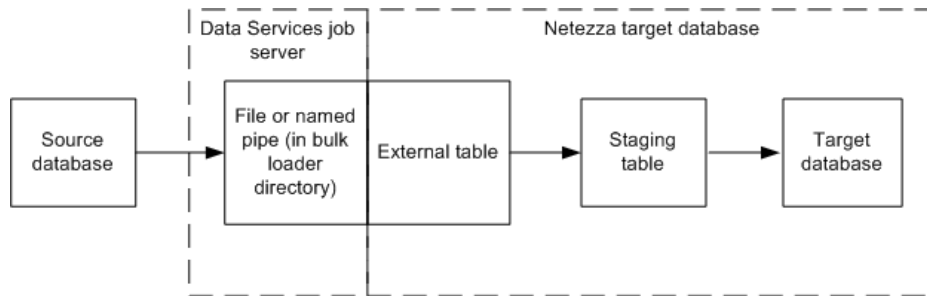 Data Services job
server
Netezza target database
Source
database
File or named
pipe (in bulk
loader
directory)
External table
Staging
table
Target
database